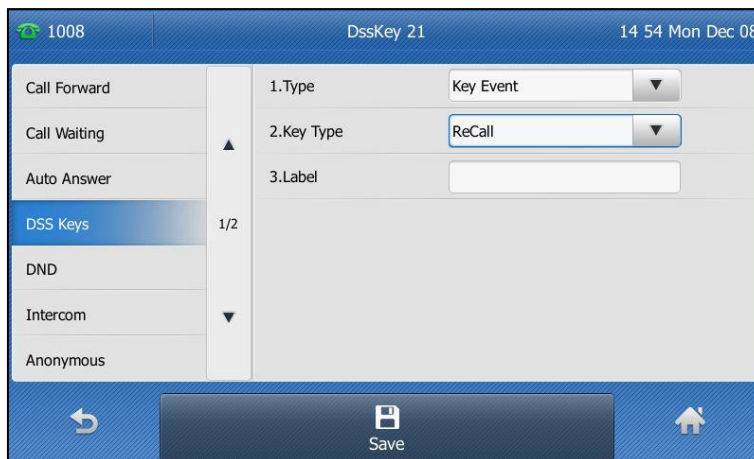 1008 DssKey 21 14 54 Mon Dec 08
Call Forward
Call Waiting
Auto Answer
DSS Keys
DND
Intercom
Anonymous
1/2
1.Type Key Event
2.Key Type ReCall
3.Label
Save